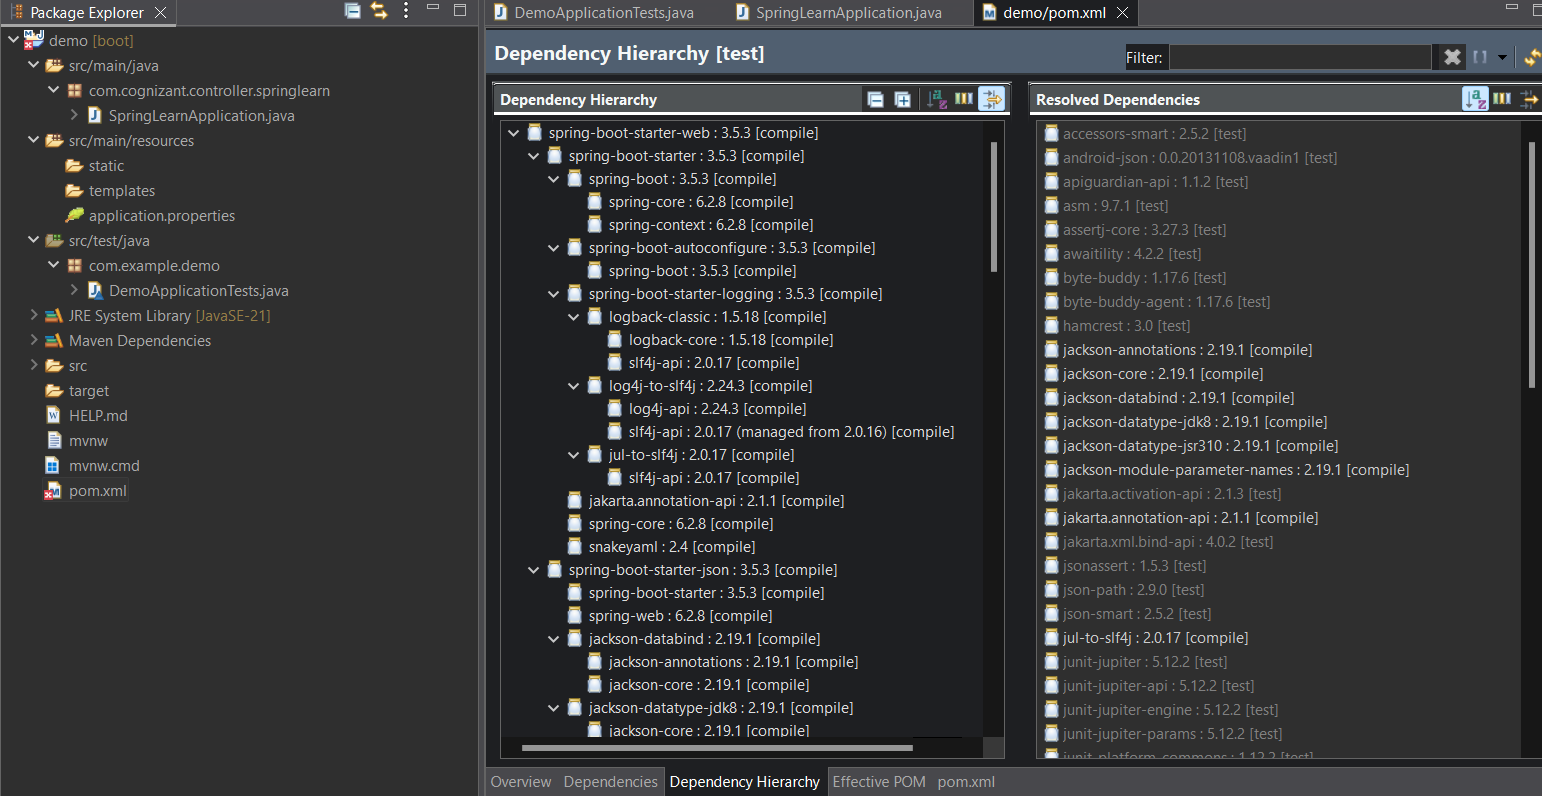 Package Explorer
demo [boot]
src/main/java
com.cognizant.controller.springlearn
SpringLearnApplication.java
src/main/resources
static
templates
application.properties
src/test/java
com.example.demo
DemoApplicationTests.java
JRE System Library [JavaSE-21]
Maven Dependencies
src
target
HELP.md
mvnw
mvnw.cmd
pom.xml
DemoApplicationTests.java
SpringLearnApplication.java
demo/pom.xml
Dependency Hierarchy [test]
Filter:
Dependency Hierarchy
spring-boot-starter-web : 3.5.3 [compile]
spring-boot-starter : 3.5.3 [compile]
spring-boot : 3.5.3 [compile]
spring-core : 6.2.8 [compile]
spring-context : 6.2.8 [compile]
spring-boot-autoconfigure : 3.5.3 [compile]
spring-boot : 3.5.3 [compile]
spring-boot-starter-logging : 3.5.3 [compile]
logback-classic : 1.5.18 [compile]
logback-core : 1.5.18 [compile]
slf4j-api : 2.0.17 [compile]
log4j-to-slf4j : 2.24.3 [compile]
log4j-api : 2.24.3 [compile]
slf4j-api : 2.0.17 (managed from 2.0.16) [compile]
jul-to-slf4j : 2.0.17 [compile]
slf4j-api : 2.0.17 [compile]
jakarta.annotation-api : 2.1.1 [compile]
spring-core : 6.2.8 [compile]
snakeyaml : 2.4 [compile]
spring-boot-starter-json : 3.5.3 [compile]
spring-boot-starter : 3.5.3 [compile]
spring-web : 6.2.8 [compile]
jackson-databind : 2.19.1 [compile]
jackson-annotations : 2.19.1 [compile]
jackson-core : 2.19.1 [compile]
jackson-datatype-jdk8 : 2.19.1 [compile]
jackson-core : 2.19.1 [compile]
Resolved Dependencies
accessors-smart : 2.5.2 [test]
android-json : 0.0.20131108.vaadin1 [test]
apiguardian-api : 1.1.2 [test]
asm : 9.7.1 [test]
assertj-core : 3.27.3 [test]
awaitility : 4.2.2 [test]
byte-buddy : 1.17.6 [test]
byte-buddy-agent : 1.17.6 [test]
hamcrest : 3.0 [test]
jackson-annotations : 2.19.1 [compile]
jackson-core : 2.19.1 [compile]
jackson-databind : 2.19.1 [compile]
jackson-datatype-jdk8 : 2.19.1 [compile]
jackson-datatype-jsr310 : 2.19.1 [compile]
jackson-module-parameter-names : 2.19.1 [compile]
jakarta.activation-api : 2.1.3 [test]
jakarta.annotation-api : 2.1.1 [compile]
jakarta.xml.bind-api : 4.0.2 [test]
jsonassert : 1.5.3 [test]
json-path : 2.9.0 [test]
json-smart : 2.5.2 [test]
jul-to-slf4j : 2.0.17 [compile]
junit-jupiter : 5.12.2 [test]
junit-jupiter-api : 5.12.2 [test]
junit-jupiter-engine : 5.12.2 [test]
junit-jupiter-params : 5.12.2 [test]
junit-platform-commons : 1.12.2 [test]
Overview Dependencies Dependency Hierarchy Effective POM pom.xml